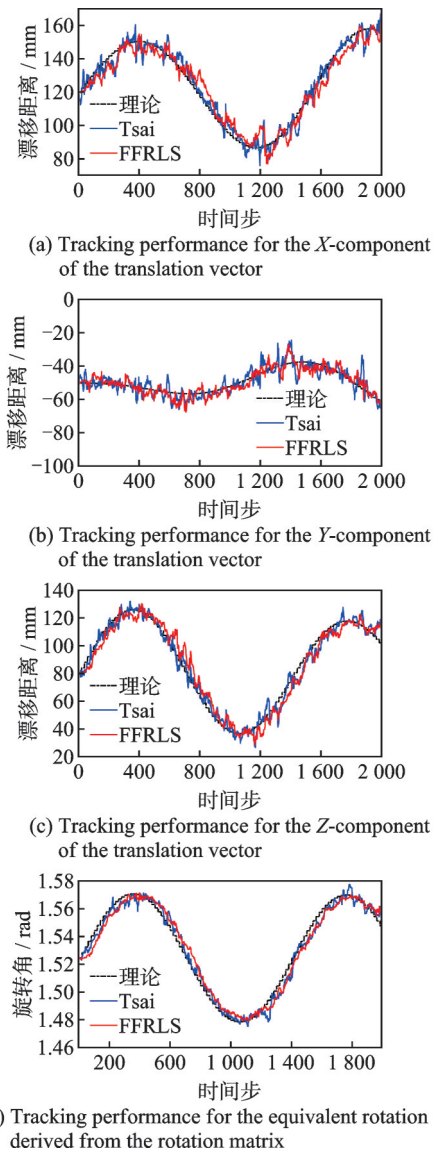 160
140
120
100
80
漂移距离 / mm
理论
Tsai
FFRLS
0 400 800 1 200 1 600 2 000
时间步
(a) Tracking performance for the X-component
of the translation vector
0
−20
−40
−60
−80
−100
漂移距离 / mm
理论
Tsai
FFRLS
0 400 800 1 200 1 600 2 000
时间步
(b) Tracking performance for the Y-component
of the translation vector
140
120
100
80
60
40
20
漂移距离 / mm
理论
Tsai
FFRLS
0 400 800 1 200 1 600 2 000
时间步
(c) Tracking performance for the Z-component
of the translation vector
1.58
1.56
1.54
1.52
1.50
1.48
1.46
旋转角 / rad
理论
Tsai
FFRLS
200 600 1 000 1 400 1 800
时间步
) Tracking performance for the equivalent rotation
derived from the rotation matrix